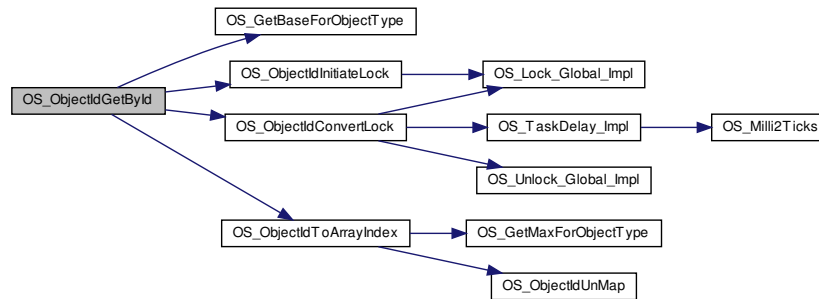 OS_GetBaseForObjectType
OS_ObjectIdInitiateLock
OS_Lock_Global_Impl
OS_ObjectIdGetById
OS_ObjectIdConvertLock
OS_TaskDelay_Impl
OS_Milli2Ticks
OS_Unlock_Global_Impl
OS_ObjectIdToArrayIndex
OS_GetMaxForObjectType
OS_ObjectIdUnMap